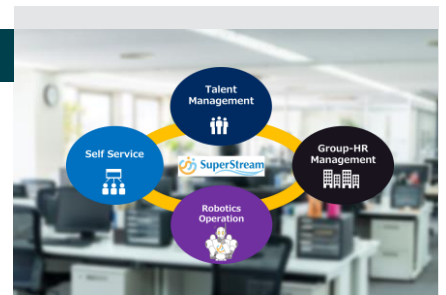 Talent
Management
Self Service
SuperStream
Group-HR
Management
Robotics
Operation